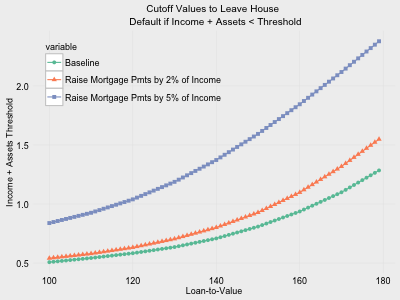 Cutoff Values to Leave House
Default if Income + Assets < Threshold
variable
Baseline
Raise Mortgage Pmts by 2% of Income
Raise Mortgage Pmts by 5% of Income
Income + Assets Threshold
2.0
1.5
1.0
0.5
100 120 140 160 180
Loan-to-Value